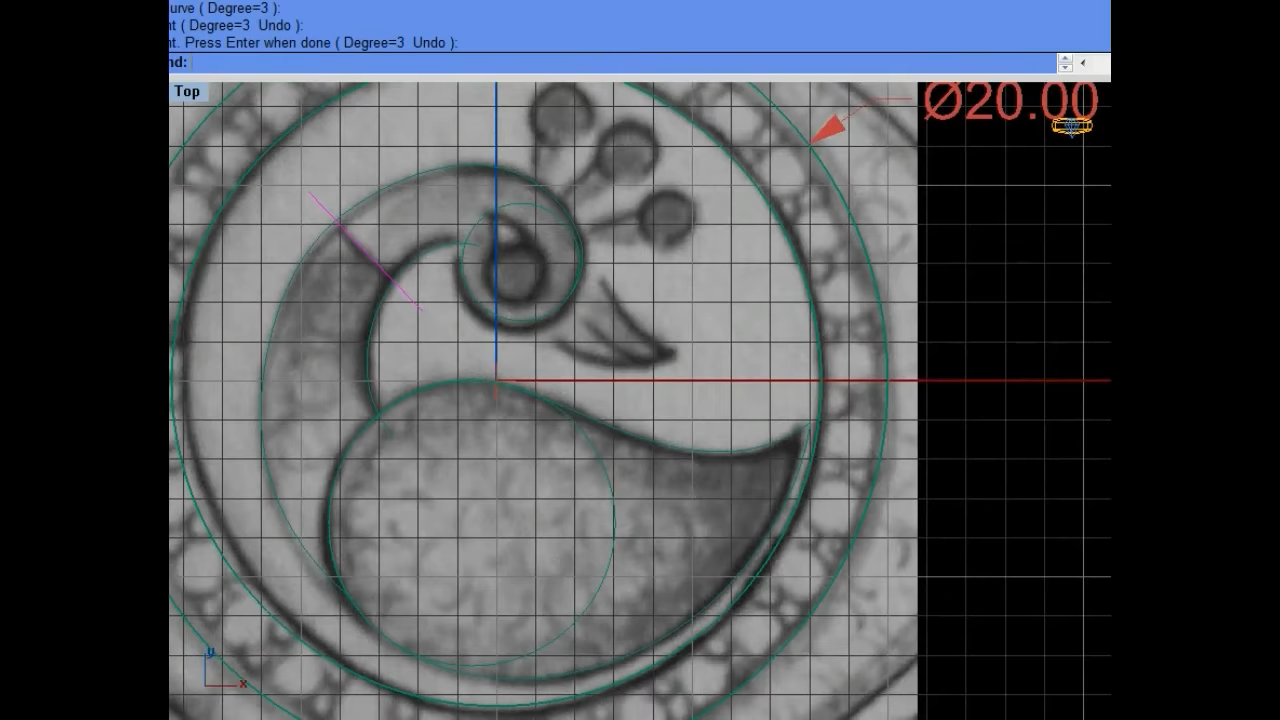 urve ( Degree=3 ):
nt ( Degree=3  Undo ):
nt. Press Enter when done ( Degree=3  Undo ):
nd:
Top
Ø20.00
y
x